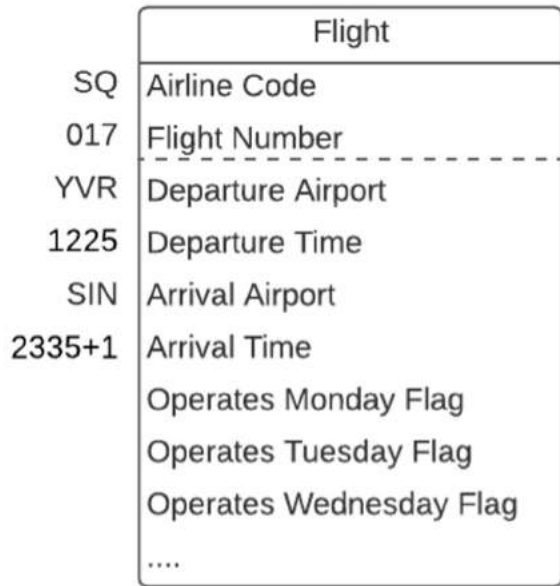 Flight
SQ Airline Code
017 Flight Number
YVR Departure Airport
1225 Departure Time
SIN Arrival Airport
2335+1 Arrival Time
Operates Monday Flag
Operates Tuesday Flag
Operates Wednesday Flag
....